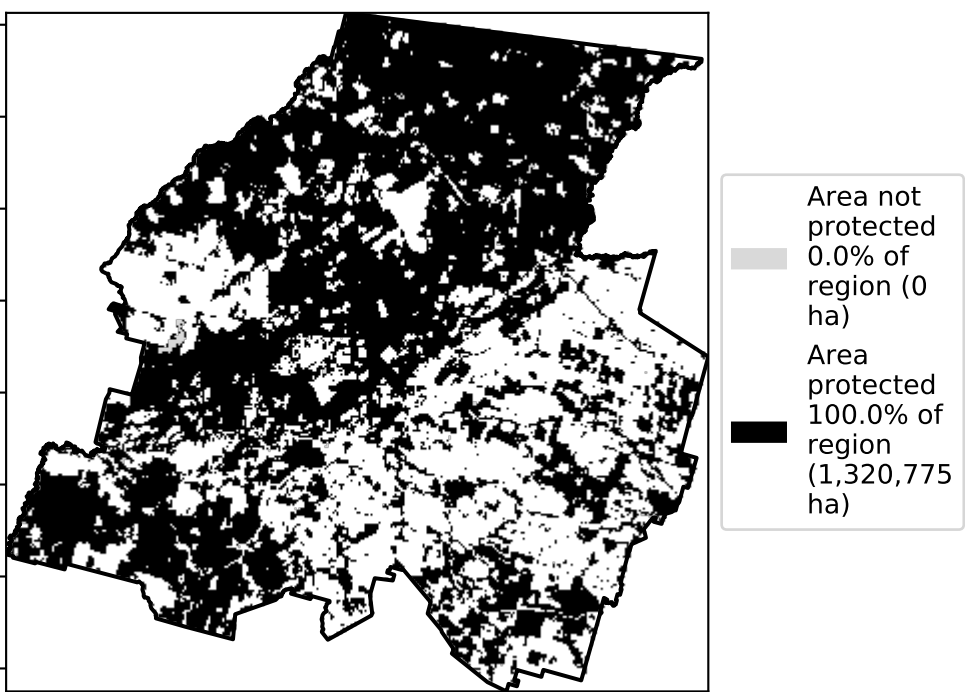 Area not
protected
0.0% of
region (0
ha)
Area
protected
100.0% of
region
(1,320,775
ha)